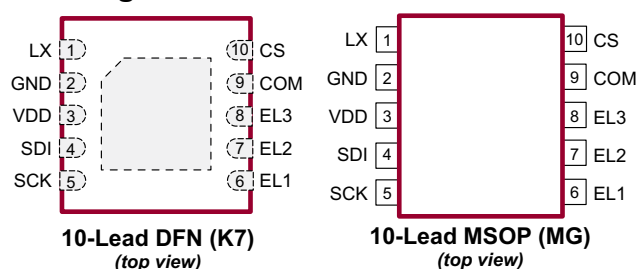 LX 1 10 CS
GND 2 9 COM
VDD 3 8 EL3
SDI 4 7 EL2
SCK 5 6 EL1
10-Lead DFN (K7)
(top view)
LX 1 10 CS
GND 2 9 COM
VDD 3 8 EL3
SDI 4 7 EL2
SCK 5 6 EL1
10-Lead MSOP (MG)
(top view)